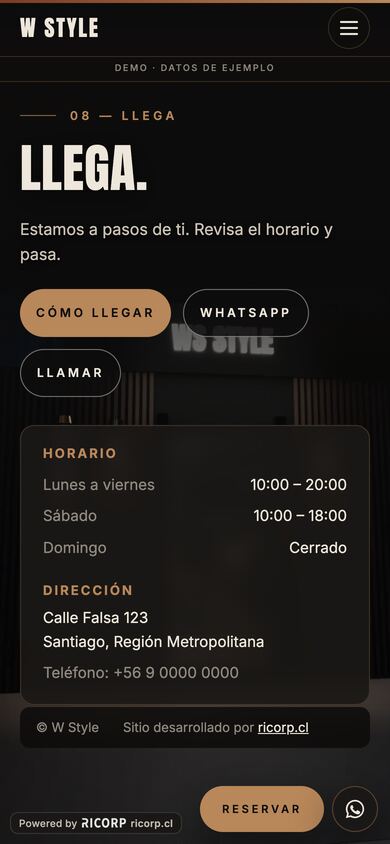 W STYLE
DEMO · DATOS DE EJEMPLO
08 — LLEGA
LLEGA.
Estamos a pasos de ti. Revisa el horario y
pasa.
CÓMO LLEGAR
WHATSAPP
WS STYLE
LLAMAR
HORARIO
Lunes a viernes 10:00 – 20:00
Sábado 10:00 – 18:00
Domingo Cerrado
DIRECCIÓN
Calle Falsa 123
Santiago, Región Metropolitana
Teléfono: +56 9 0000 0000
© W Style Sitio desarrollado por ricorp.cl
RESERVAR
Powered by RICORP ricorp.cl